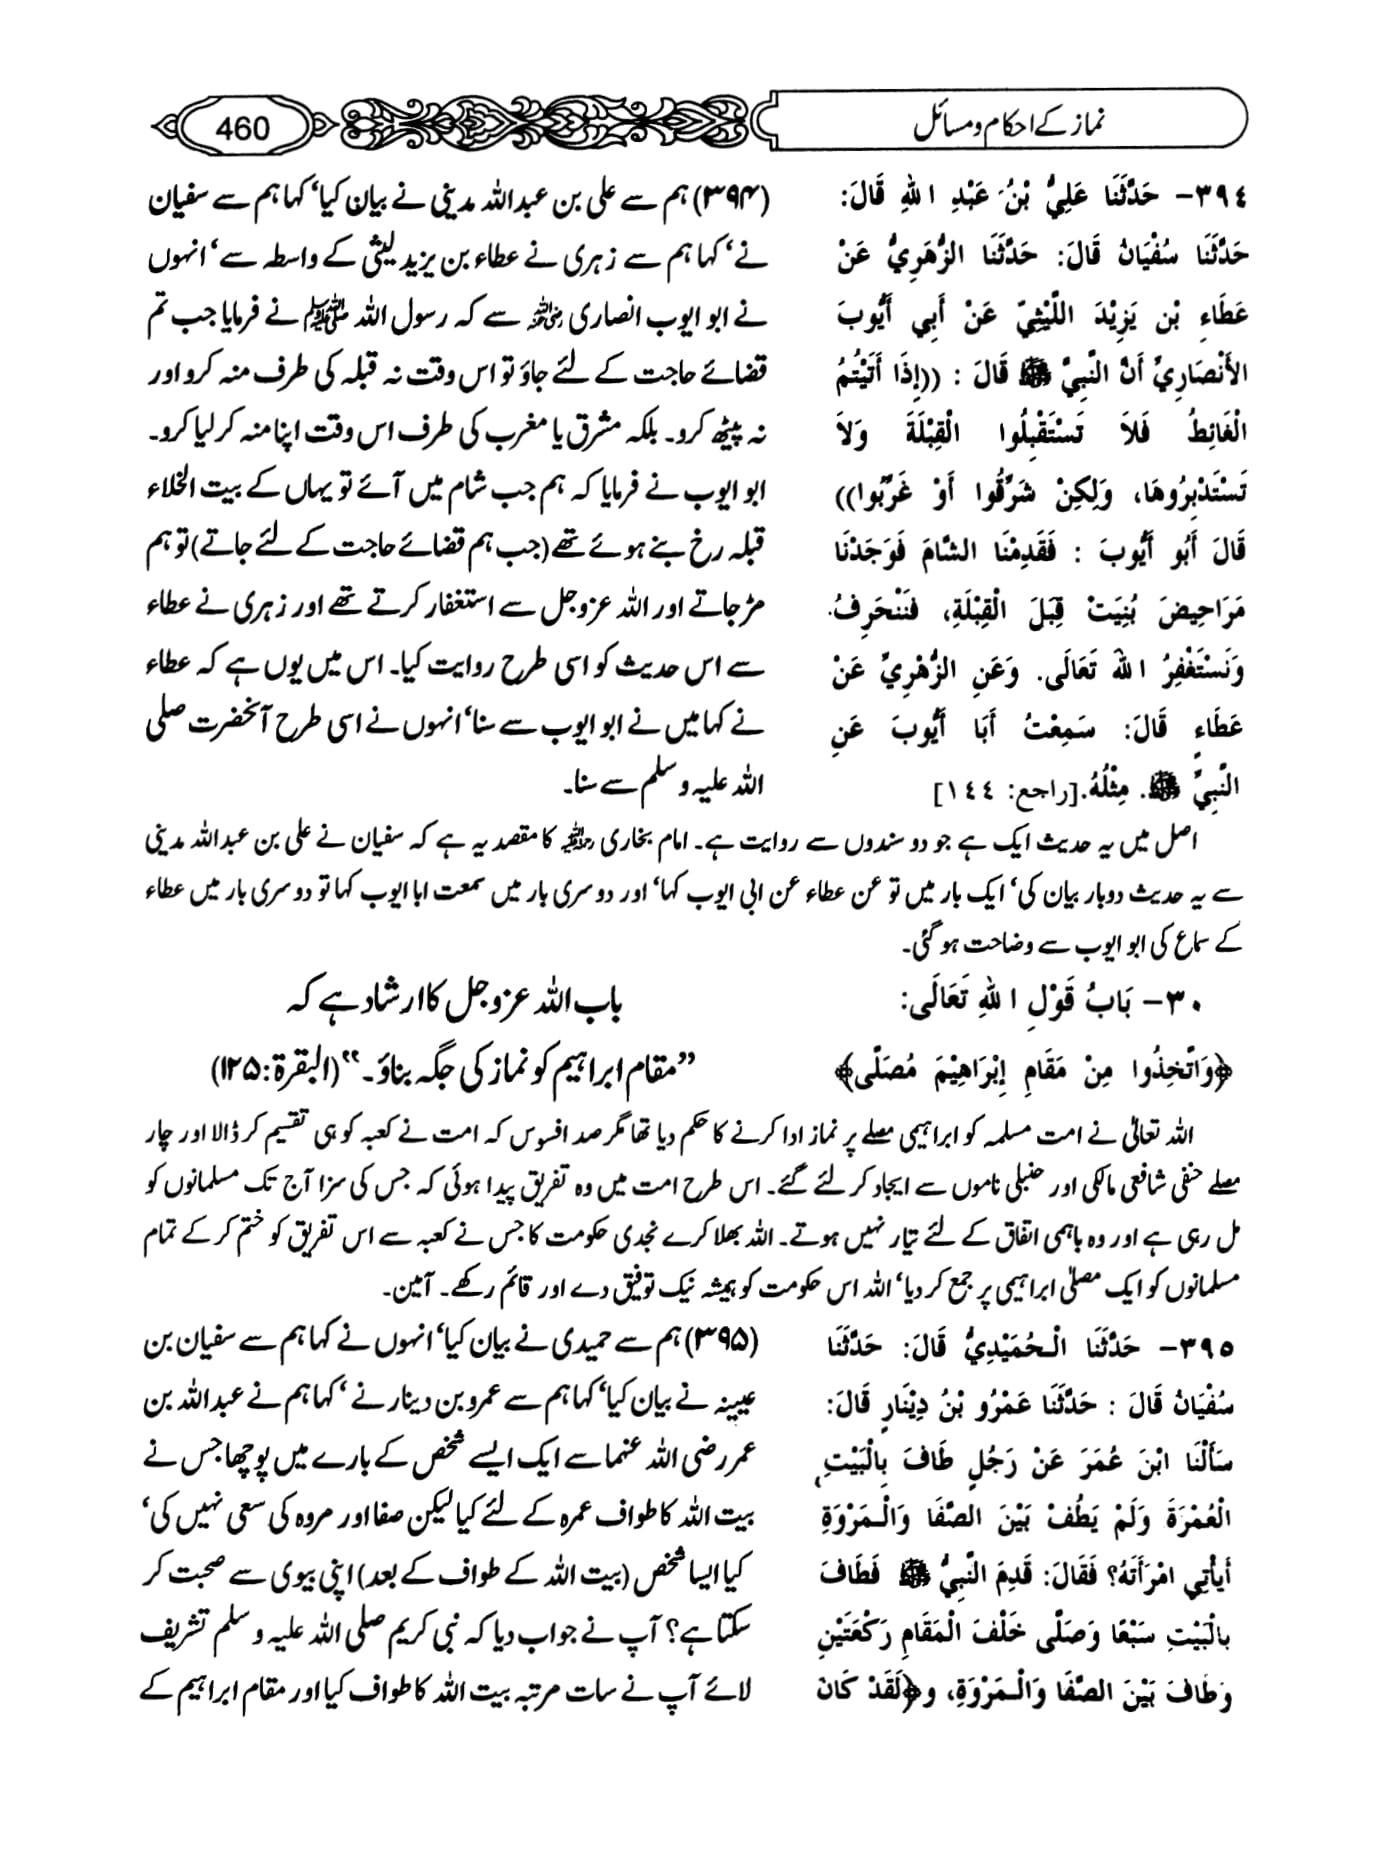 نماز کے احکام و مسائل
460
٣٩٤- حَدَّثَنَا عَلِيُّ بْنُ عَبْدِ اللهِ قَالَ:
حَدَّثَنَا سُفْيَانُ قَالَ: حَدَّثَنَا الزُّهَرِيُّ عَنْ
عَطَاءِ بْنِ يَزِيْدَ اللَّيْثِيِّ عَنْ أَبِي أَيُّوبَ
الأَنْصَارِيِّ أَنَّ النَّبِيَّ ﷺ قَالَ : ((إِذَا أَتَيْتُمُ
الْغَائِطَ فَلاَ تَسْتَقْبِلُوا الْقِبْلَةَ وَلاَ
تَسْتَدْبِرُوهَا، وَلِكِنْ شَرِّقُوا أَوْ غَرِّبُوا))
قَالَ أَبُو أَيُّوبَ : فَقَدِمْنَا الشَّامَ فَوَجَدْنَا
مَرَاحِيضَ بُنِيَتْ قِبَلَ الْقِبْلَةِ، فَنَنْحَرِفُ
وَنَسْتَغْفِرُ اللهَ تَعَالَى. وَعَنِ الزُّهْرِيِّ عَنْ
عَطَاءٍ قَالَ: سَمِعْتُ أَبَا أَيُّوبَ عَنِ
النَّبِيِّ ﷺ. مِثْلُهُ.[راجع: ١٤٤]
(۳۹۴) ہم سے علی بن عبداللہ مدینی نے بیان کیا‘ کہا ہم سے سفیان
نے‘ کہا ہم سے زہری نے عطاء بن یزید لیثی کے واسطہ سے‘ انہوں
نے ابو ایوب انصاری رضی اللہ عنہ سے کہ رسول اللہ ﷺ نے فرمایا جب تم
قضائے حاجت کے لئے جاؤ تو اس وقت نہ قبلہ کی طرف منہ کرو اور
نہ پیٹھ کرو۔ بلکہ مشرق یا مغرب کی طرف اس وقت اپنا منہ کر لیا کرو۔
ابو ایوب نے فرمایا کہ ہم جب شام میں آئے تو یہاں کے بیت الخلاء
قبلہ رخ بنے ہوئے تھے (جب ہم قضائے حاجت کے لئے جاتے) تو ہم
مڑ جاتے اور اللہ عزوجل سے استغفار کرتے تھے اور زہری نے عطاء
سے اس حدیث کو اسی طرح روایت کیا۔ اس میں یوں ہے کہ عطاء
نے کہا میں نے ابو ایوب سے سنا‘ انہوں نے اسی طرح آنحضرت صلی
اللہ علیہ و سلم سے سنا۔
اصل میں یہ حدیث ایک ہے جو دو سندوں سے روایت ہے۔ امام بخاری رحمہ اللہ کا مقصد یہ ہے کہ سفیان نے علی بن عبداللہ مدینی
سے یہ حدیث دوبار بیان کی‘ ایک بار میں تو عن عطاء عن ابی ایوب کہا‘ اور دوسری بار میں سمعت ابا ایوب کہا تو دوسری بار میں عطاء
کے سماع کی ابو ایوب سے وضاحت ہو گئی۔
٣٠- بَابُ قَوْلِ اللهِ تَعَالَى:
﴿وَاتَّخِذُوا مِنْ مَقَامِ إِبْرَاهِيْمَ مُصَلًّى﴾
باب اللہ عزوجل کا ارشاد ہے کہ
”مقام ابراہیم کو نماز کی جگہ بناؤ۔“ (البقرۃ: ۱۲۵)
اللہ تعالیٰ نے امت مسلمہ کو ابراہیمی مصلے پر نماز ادا کرنے کا حکم دیا تھا مگر صد افسوس کہ امت نے کعبہ کو ہی تقسیم کر ڈالا اور چار
مصلے حنفی شافعی مالکی اور حنبلی ناموں سے ایجاد کر لئے گئے۔ اس طرح امت میں وہ تفریق پیدا ہوئی کہ جس کی سزا آج تک مسلمانوں کو
مل رہی ہے اور وہ باہمی اتفاق کے لئے تیار نہیں ہوتے۔ اللہ بھلا کرے نجدی حکومت کا جس نے کعبہ سے اس تفریق کو ختم کر کے تمام
مسلمانوں کو ایک مصلیٰ ابراہیمی پر جمع کر دیا‘ اللہ اس حکومت کو ہمیشہ نیک توفیق دے اور قائم رکھے۔ آمین۔
٣٩٥- حَدَّثَنَا الْحُمَيْدِيُّ قَالَ: حَدَّثَنَا
سُفْيَانُ قَالَ : حَدَّثَنَا عَمْرُو بْنُ دِيْنَارٍ قَالَ:
سَأَلْنَا ابْنَ عُمَرَ عَنْ رَجُلٍ طَافَ بِالْبَيْتِ
الْعُمْرَةَ وَلَمْ يَطُفْ بَيْنَ الصَّفَا وَالْمَرْوَةِ
أَيَأْتِي امْرَأَتَهُ؟ فَقَالَ: قَدِمَ النَّبِيُّ ﷺ فَطَافَ
بِالْبَيْتِ سَبْعًا وَصَلَّى خَلْفَ الْمَقَامِ رَكْعَتَيْنِ
وَطَافَ بَيْنَ الصَّفَا وَالْمَرْوَةِ، و﴿لَقَدْ كَانَ
(۳۹۵) ہم سے حمیدی نے بیان کیا‘ انہوں نے کہا ہم سے سفیان بن
عیینہ نے بیان کیا‘ کہا ہم سے عمرو بن دینار نے‘ کہا ہم نے عبداللہ بن
عمر رضی اللہ عنما سے ایک ایسے شخص کے بارے میں پوچھا جس نے
بیت اللہ کا طواف عمرہ کے لئے کیا لیکن صفا اور مروہ کی سعی نہیں کی‘
کیا ایسا شخص (بیت اللہ کے طواف کے بعد) اپنی بیوی سے صحبت کر
سکتا ہے؟ آپ نے جواب دیا کہ نبی کریم صلی اللہ علیہ و سلم تشریف
لائے آپ نے سات مرتبہ بیت اللہ کا طواف کیا اور مقام ابراہیم کے